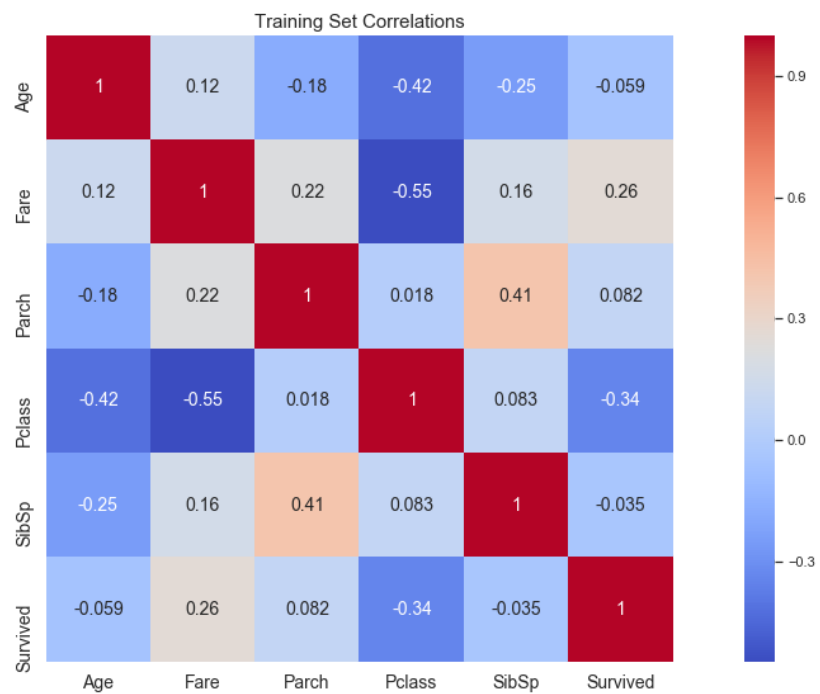 Training Set Correlations
Age 1 0.12 -0.18 -0.42 -0.25 -0.059
Fare 0.12 1 0.22 -0.55 0.16 0.26
Parch -0.18 0.22 1 0.018 0.41 0.082
Pclass -0.42 -0.55 0.018 1 0.083 -0.34
SibSp -0.25 0.16 0.41 0.083 1 -0.035
Survived -0.059 0.26 0.082 -0.34 -0.035 1
Age Fare Parch Pclass SibSp Survived
0.9
0.6
0.3
0.0
−0.3